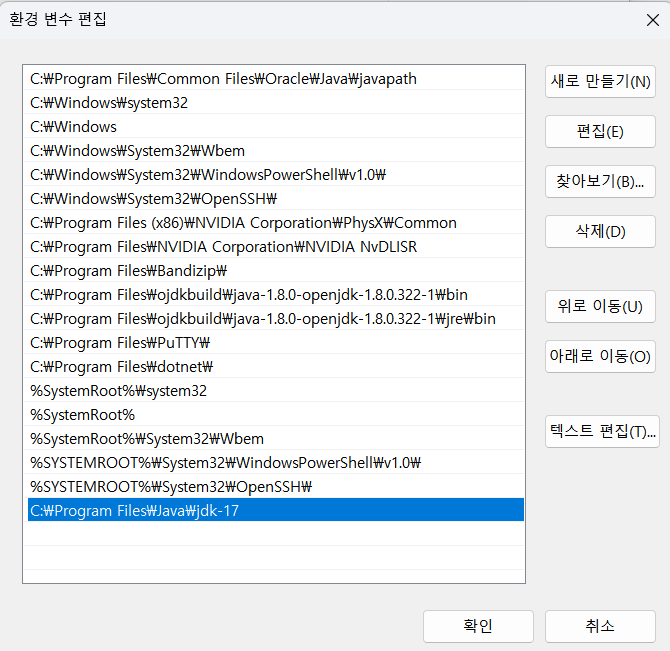 환경 변수 편집
C:₩Program Files₩Common Files₩Oracle₩Java₩javapath
새로 만들기(N)
C:₩Windows₩system32
C:₩Windows
편집(E)
C:₩Windows₩System32₩Wbem
C:₩Windows₩System32₩WindowsPowerShell₩v1.0₩
찾아보기(B)...
C:₩Windows₩System32₩OpenSSH₩
C:₩Program Files (x86)₩NVIDIA Corporation₩PhysX₩Common
삭제(D)
C:₩Program Files₩NVIDIA Corporation₩NVIDIA NvDLISR
C:₩Program Files₩Bandizip₩
C:₩Program Files₩ojdkbuild₩java-1.8.0-openjdk-1.8.0.322-1₩bin
위로 이동(U)
C:₩Program Files₩ojdkbuild₩java-1.8.0-openjdk-1.8.0.322-1₩jre₩bin
C:₩Program Files₩PuTTY₩
아래로 이동(O)
C:₩Program Files₩dotnet₩
%SystemRoot%₩system32
%SystemRoot%
텍스트 편집(T)...
%SystemRoot%₩System32₩Wbem
%SYSTEMROOT%₩System32₩WindowsPowerShell₩v1.0₩
%SYSTEMROOT%₩System32₩OpenSSH₩
C:₩Program Files₩Java₩jdk-17
확인
취소